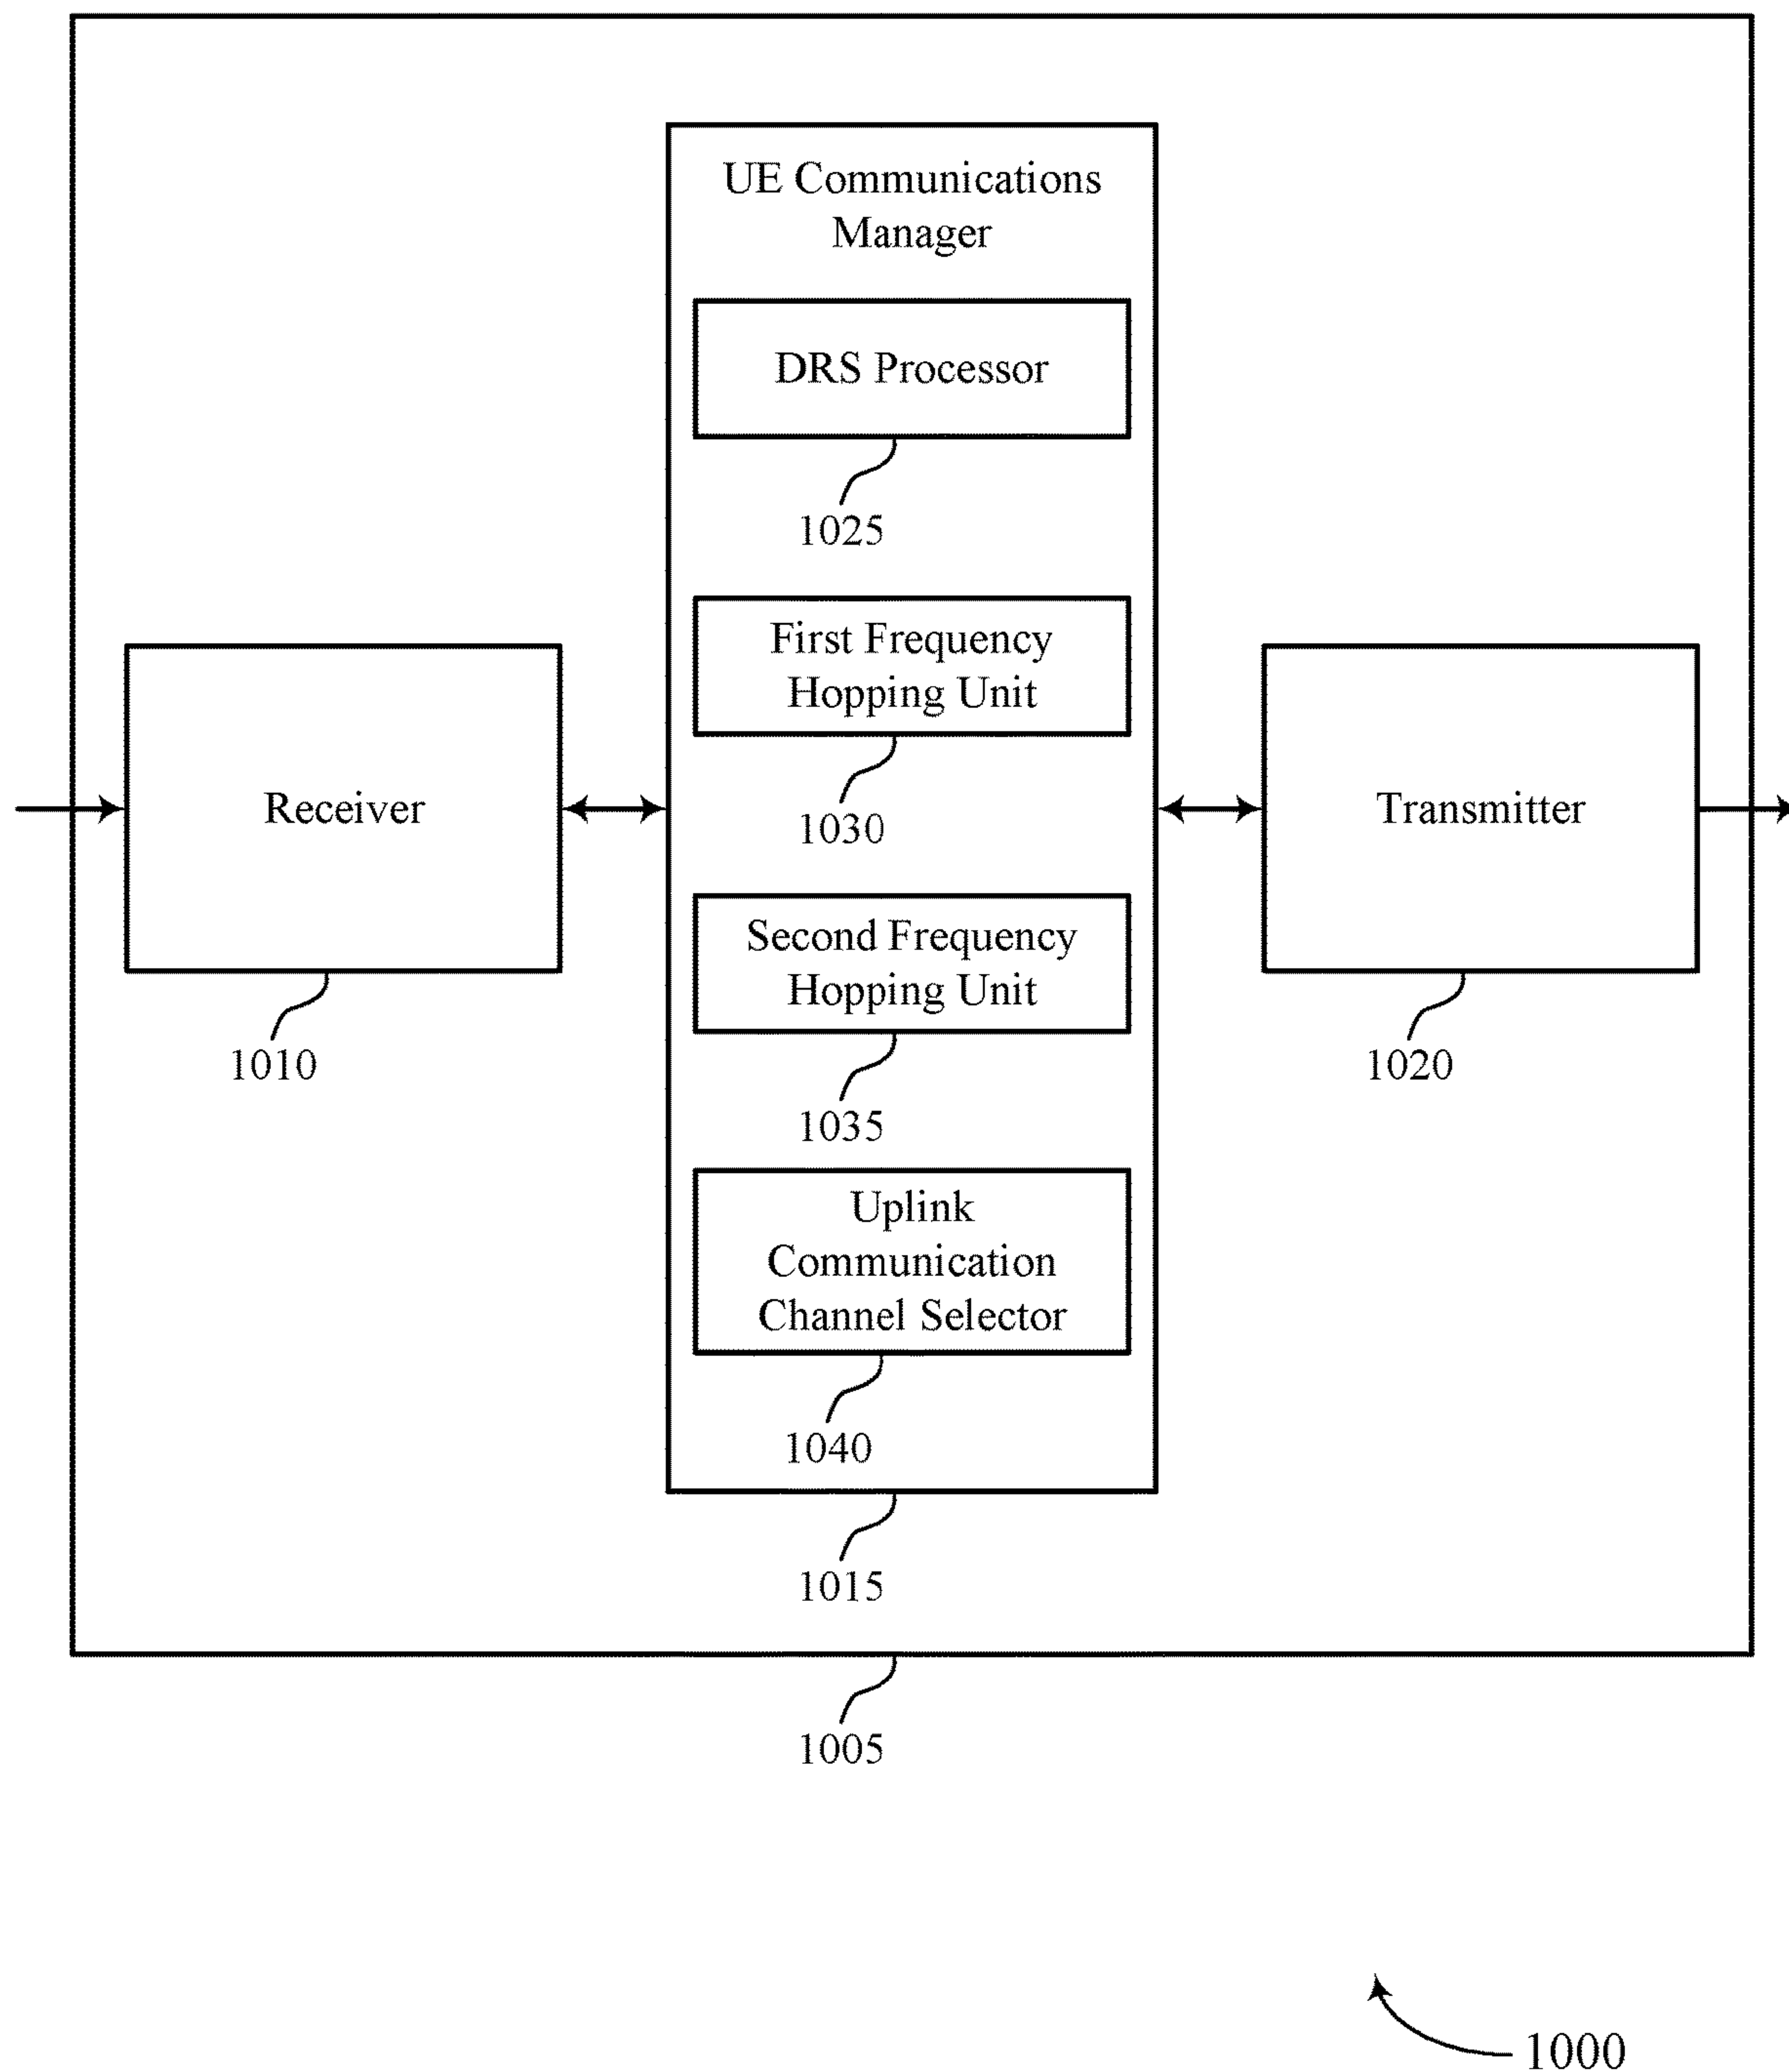 UE Communications
Manager
DRS Processor
1025
First Frequency
Hopping Unit
1030
Receiver
1010
Second Frequency
Hopping Unit
1035
Transmitter
1020
Uplink
Communication
Channel Selector
1040
1015
1005
1000